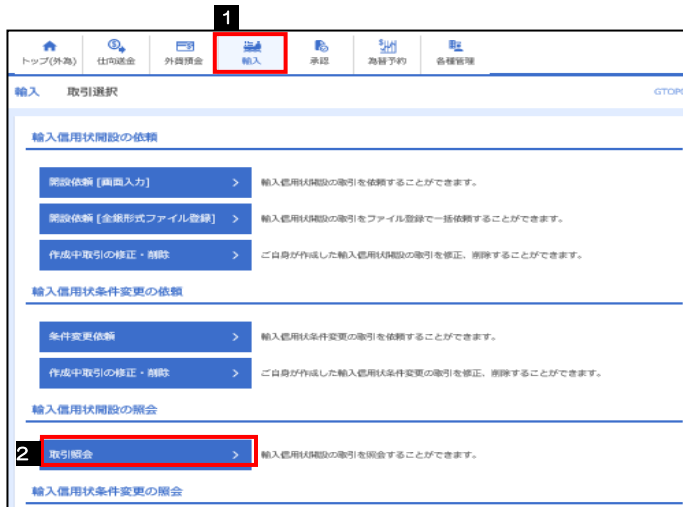 1
トップ(外為) 仕向送金 外貨預金 輸入 承認 為替予約 各種管理
輸入 取引選択
輸入信用状開設の依頼
開設依頼 [画面入力] > 輸入信用状開設の取引を依頼することができます。
開設依頼 [全銀形式ファイル登録] > 輸入信用状開設の取引をファイル登録で一括依頼することができます。
作成中取引の修正・削除 > ご自身が作成した輸入信用状開設の取引を修正、削除することができます。
輸入信用状条件変更の依頼
条件変更依頼 > 輸入信用状条件変更の取引を依頼することができます。
作成中取引の修正・削除 > ご自身が作成した輸入信用状条件変更の取引を修正、削除することができます。
輸入信用状開設の照会
2 取引照会 > 輸入信用状開設の取引を照会することができます。
輸入信用状条件変更の照会